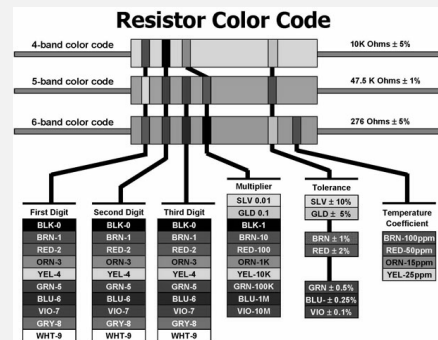 Resistor Color Code
4-band color code
10K Ohms ± 5%
5-band color code
47.5 K Ohms ± 1%
6-band color code
276 Ohms ± 5%
First Digit
BLK-0
BRN-1
RED-2
ORN-3
YEL-4
GRN-5
BLU-6
VIO-7
GRY-8
WHT-9
Second Digit
BLK-0
BRN-1
RED-2
ORN-3
YEL-4
GRN-5
BLU-6
VIO-7
GRY-8
WHT-9
Third Digit
BLK-0
BRN-1
RED-2
ORN-3
YEL-4
GRN-5
BLU-6
VIO-7
GRY-8
WHT-9
Multiplier
SLV 0.01
GLD 0.1
BLK-1
BRN-10
RED-100
ORN-1K
YEL-10K
GRN-100K
BLU-1M
VIO-10M
Tolerance
SLV ± 10%
GLD ± 5%
BRN ± 1%
RED ± 2%
GRN ± 0.5%
BLU- ± 0.25%
VIO ± 0.1%
Temperature
Coefficient
BRN-100ppm
RED-50ppm
ORN-15ppm
YEL-25ppm